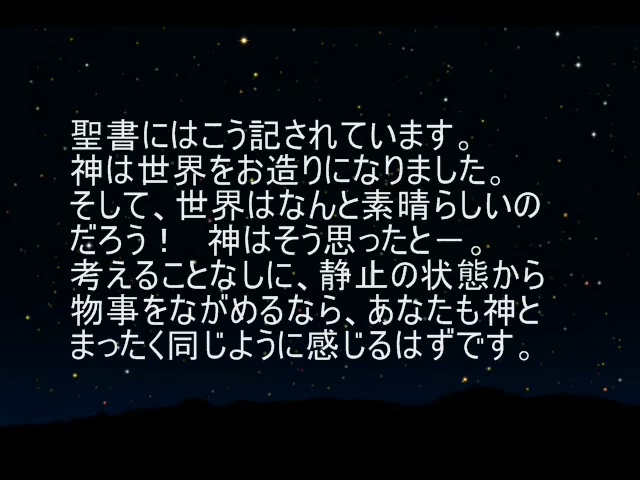 聖書にはこう記されています。
神は世界をお造りになりました。
そして、世界はなんと素晴らしいの
だろう！　神はそう思ったとー。
考えることなしに、静止の状態から
物事をながめるなら、あなたも神と
まったく同じように感じるはずです。